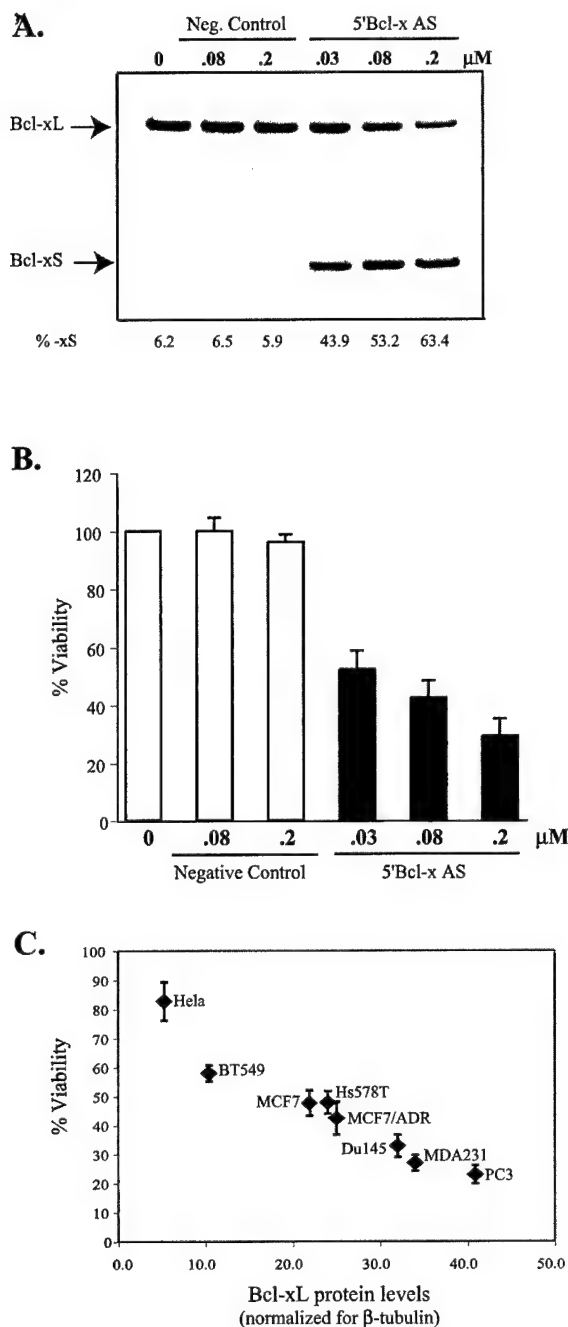 A.
Neg. Control 5'Bcl-x AS
0 .08 .2 .03 .08 .2 μM
Bcl-xL
Bcl-xS
% -xS 6.2 6.5 5.9 43.9 53.2 63.4
B.
120
100
80
60
40
20
0
% Viability
0 .08 .2 .03 .08 .2 μM
Negative Control 5'Bcl-x AS
C.
100
90
80
70
60
50
40
30
20
10
0
% Viability
Hela
BT549
MCF7
Hs578T
MCF7/ADR
Du145
MDA231
PC3
0.0 10.0 20.0 30.0 40.0 50.0
Bcl-xL protein levels
(normalized for β-tubulin)